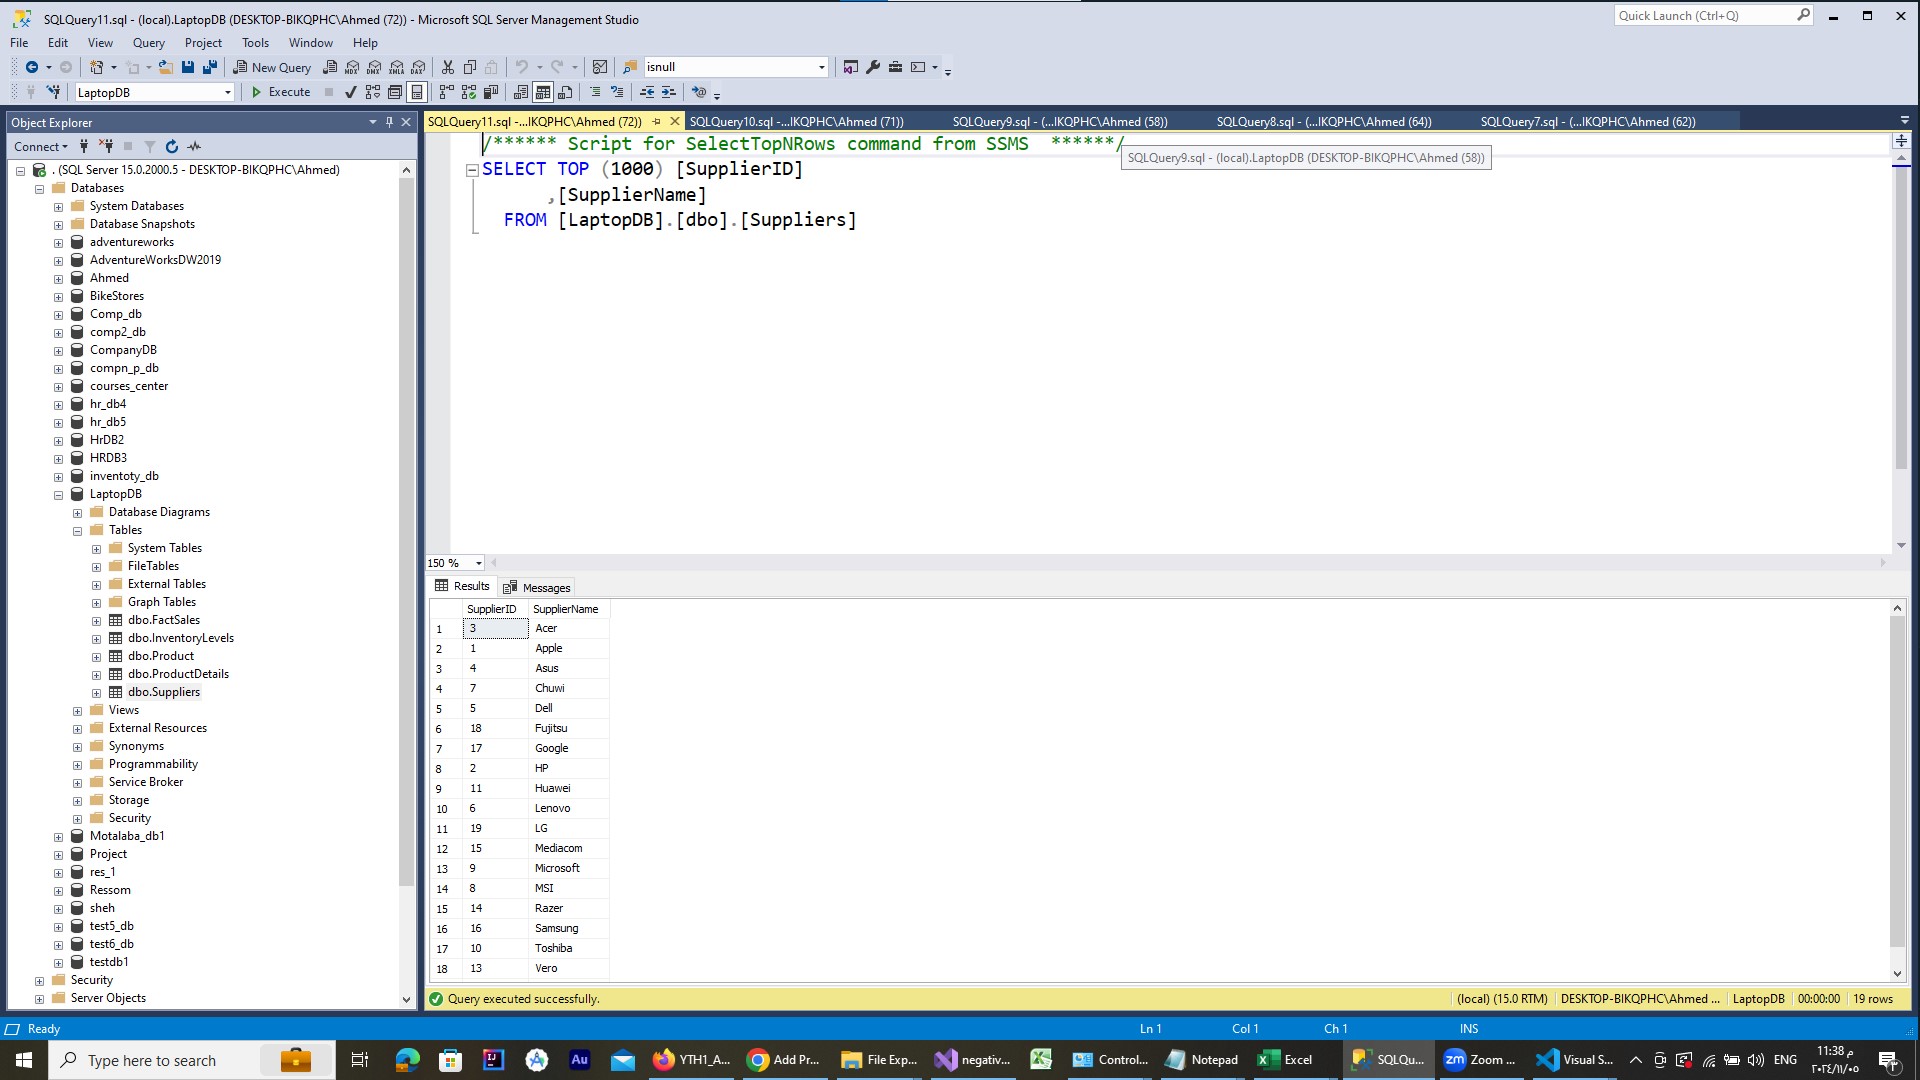 SQLQuery11.sql - (local).LaptopDB (DESKTOP-BIKQPHC\Ahmed (72)) - Microsoft SQL Server Management Studio
Quick Launch (Ctrl+Q)
File Edit View Query Project Tools Window Help
New Query
MDX
DMX
XMLA
DAX
isnull
LaptopDB
Execute
Object Explorer
Connect
. (SQL Server 15.0.2000.5 - DESKTOP-BIKQPHC\Ahmed)
Databases
System Databases
Database Snapshots
adventureworks
AdventureWorksDW2019
Ahmed
BikeStores
Comp_db
comp2_db
CompanyDB
compn_p_db
courses_center
hr_db4
hr_db5
HrDB2
HRDB3
inventoty_db
LaptopDB
Database Diagrams
Tables
System Tables
FileTables
External Tables
Graph Tables
dbo.FactSales
dbo.InventoryLevels
dbo.Product
dbo.ProductDetails
dbo.Suppliers
Views
External Resources
Synonyms
Programmability
Service Broker
Storage
Security
Motalaba_db1
Project
res_1
Ressom
sheh
test5_db
test6_db
testdb1
Security
Server Objects
SQLQuery11.sql -...IKQPHC\Ahmed (72)) SQLQuery10.sql -...IKQPHC\Ahmed (71)) SQLQuery9.sql - (...IKQPHC\Ahmed (58)) SQLQuery8.sql - (...IKQPHC\Ahmed (64)) SQLQuery7.sql - (...IKQPHC\Ahmed (62))
/****** Script for SelectTopNRows command from SSMS ******/
SQLQuery9.sql - (local).LaptopDB (DESKTOP-BIKQPHC\Ahmed (58))
SELECT TOP (1000) [SupplierID]
,[SupplierName]
FROM [LaptopDB].[dbo].[Suppliers]
150 %
Results Messages
SupplierID SupplierName
1 3 Acer
2 1 Apple
3 4 Asus
4 7 Chuwi
5 5 Dell
6 18 Fujitsu
7 17 Google
8 2 HP
9 11 Huawei
10 6 Lenovo
11 19 LG
12 15 Mediacom
13 9 Microsoft
14 8 MSI
15 14 Razer
16 16 Samsung
17 10 Toshiba
18 13 Vero
Query executed successfully.
(local) (15.0 RTM) DESKTOP-BIKQPHC\Ahmed ... LaptopDB 00:00:00 19 rows
Ready Ln 1 Col 1 Ch 1 INS
Type here to search
YTH1_A... Add Pr... File Exp... negativ... Control... Notepad Excel SQLQu... Zoom ... Visual S...
ENG
11:38 م
٢٠٢٤/١١/٠٥